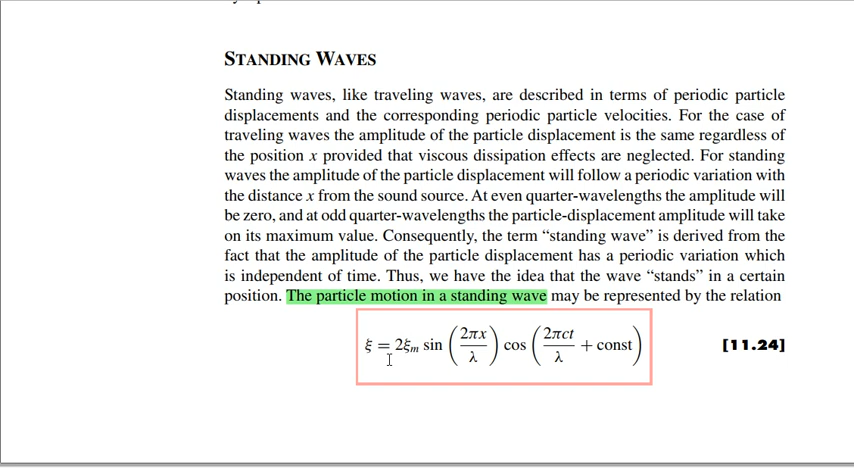 STANDING WAVES
Standing waves, like traveling waves, are described in terms of periodic particle
displacements and the corresponding periodic particle velocities. For the case of
traveling waves the amplitude of the particle displacement is the same regardless of
the position x provided that viscous dissipation effects are neglected. For standing
waves the amplitude of the particle displacement will follow a periodic variation with
the distance x from the sound source. At even quarter-wavelengths the amplitude will
be zero, and at odd quarter-wavelengths the particle-displacement amplitude will take
on its maximum value. Consequently, the term “standing wave” is derived from the
fact that the amplitude of the particle displacement has a periodic variation which
is independent of time. Thus, we have the idea that the wave “stands” in a certain
position. The particle motion in a standing wave may be represented by the relation
ξ = 2ξₘ sin (2πx/λ) cos (2πct/λ + const) [11.24]